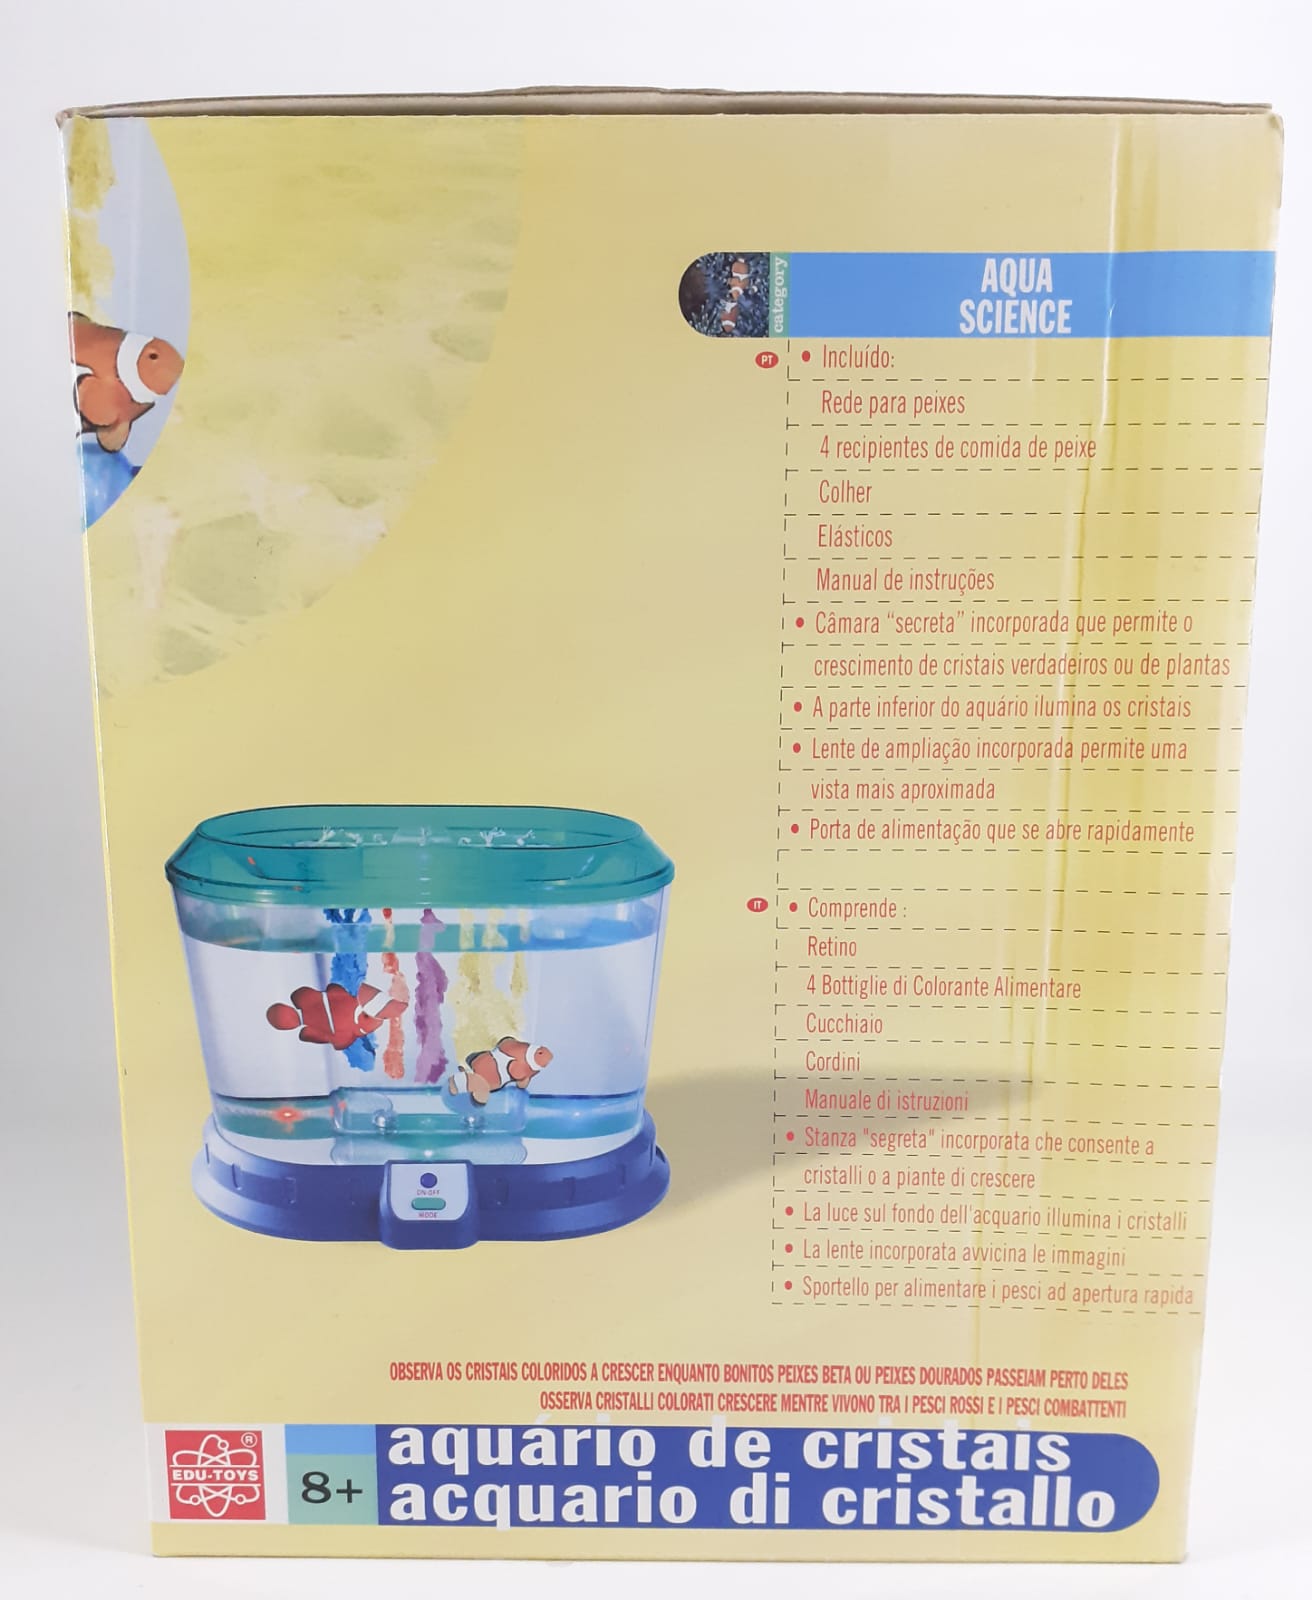 category
AQUA
SCIENCE
PT
• Incluído:
Rede para peixes
4 recipientes de comida de peixe
Colher
Elásticos
Manual de instruções
• Câmara “secreta” incorporada que permite o
crescimento de cristais verdadeiros ou de plantas
• A parte inferior do aquário ilumina os cristais
• Lente de ampliação incorporada permite uma
vista mais aproximada
• Porta de alimentação que se abre rapidamente
IT
• Comprende :
Retino
4 Bottiglie di Colorante Alimentare
Cucchiaio
Cordini
Manuale di istruzioni
• Stanza "segreta" incorporata che consente a
cristalli o a piante di crescere
• La luce sul fondo dell'acquario illumina i cristalli
• La lente incorporata avvicina le immagini
• Sportello per alimentare i pesci ad apertura rapida
ON-OFF
MODE
OBSERVA OS CRISTAIS COLORIDOS A CRESCER ENQUANTO BONITOS PEIXES BETA OU PEIXES DOURADOS PASSEIAM PERTO DELES
OSSERVA CRISTALLI COLORATI CRESCERE MENTRE VIVONO TRA I PESCI ROSSI E I PESCI COMBATTENTI
EDU-TOYS ®
8+
aquário de cristais
acquario di cristallo